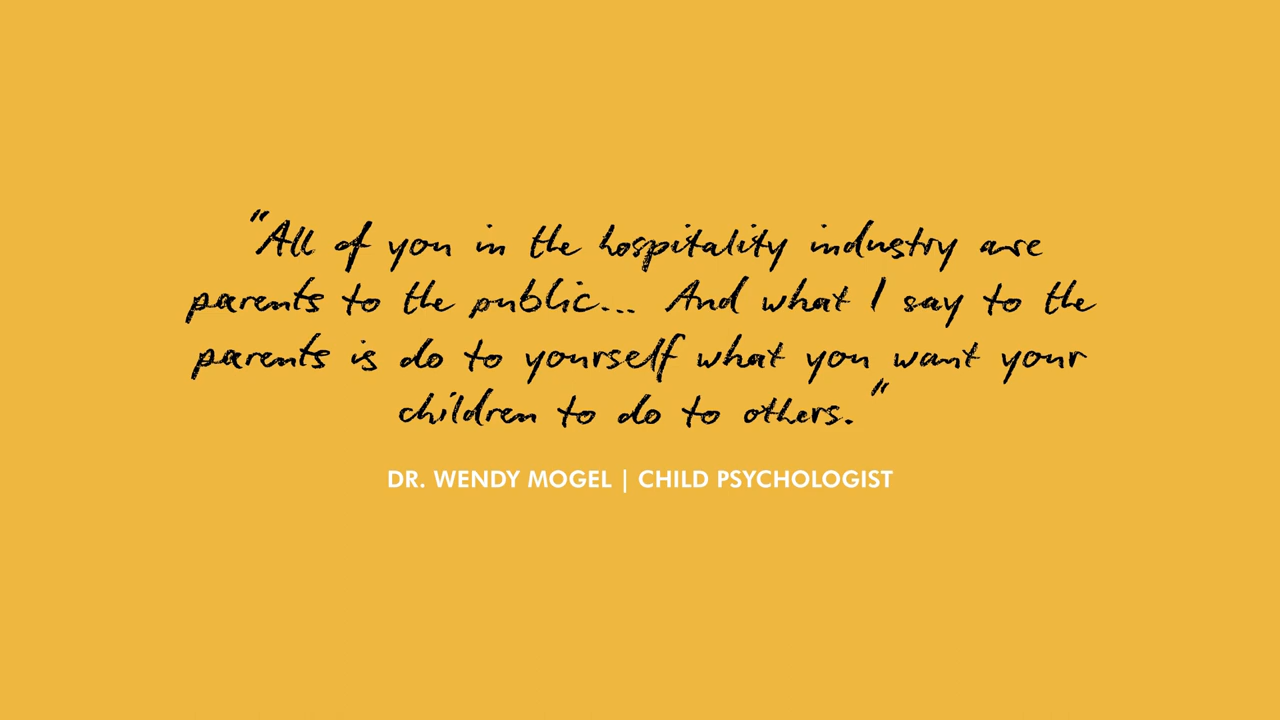 "All of you in the hospitality industry are
parents to the public... And what I say to the
parents is do to yourself what you want your
children to do to others."
DR. WENDY MOGEL | CHILD PSYCHOLOGIST